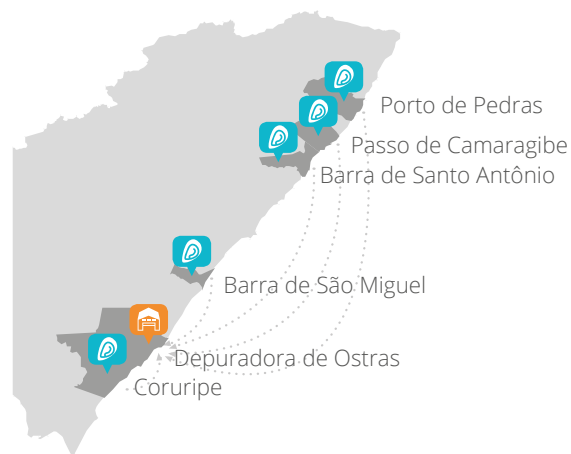 Porto de Pedras
Passo de Camaragibe
Barra de Santo Antônio
Barra de São Miguel
Depuradora de Ostras
Coruripe